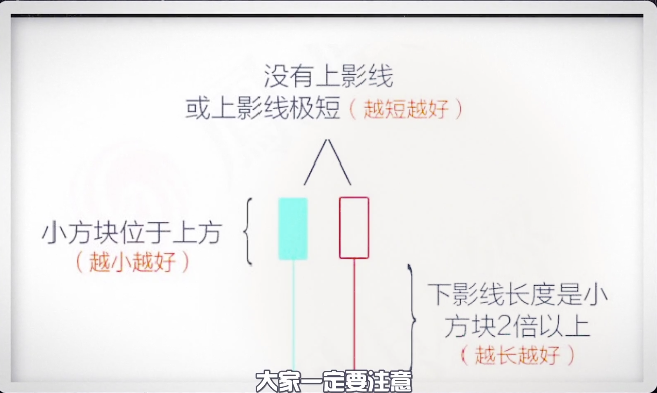 没有上影线
或上影线极短（越短越好）
小方块位于上方
（越小越好）
下影线长度是小
方块2倍以上
（越长越好）
大家一定要注意